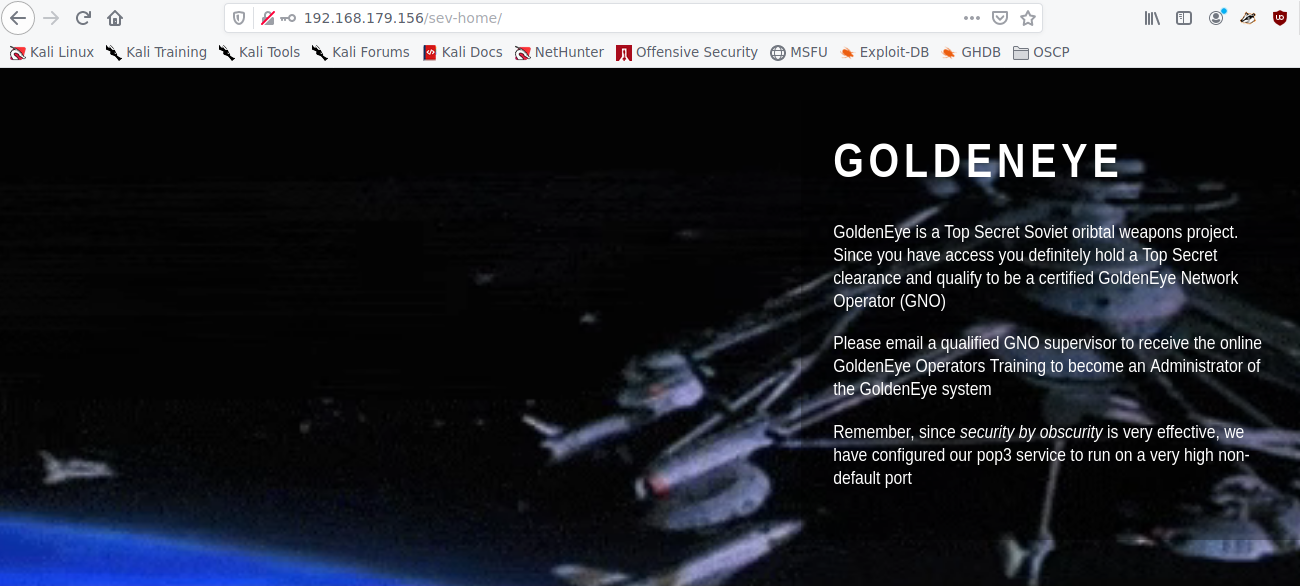 192.168.179.156/sev-home/
Kali Linux Kali Training Kali Tools Kali Forums Kali Docs NetHunter Offensive Security MSFU Exploit-DB GHDB OSCP
GOLDENEYE
GoldenEye is a Top Secret Soviet oribtal weapons project.
Since you have access you definitely hold a Top Secret
clearance and qualify to be a certified GoldenEye Network
Operator (GNO)
Please email a qualified GNO supervisor to receive the online
GoldenEye Operators Training to become an Administrator of
the GoldenEye system
Remember, since security by obscurity is very effective, we
have configured our pop3 service to run on a very high non-
default port